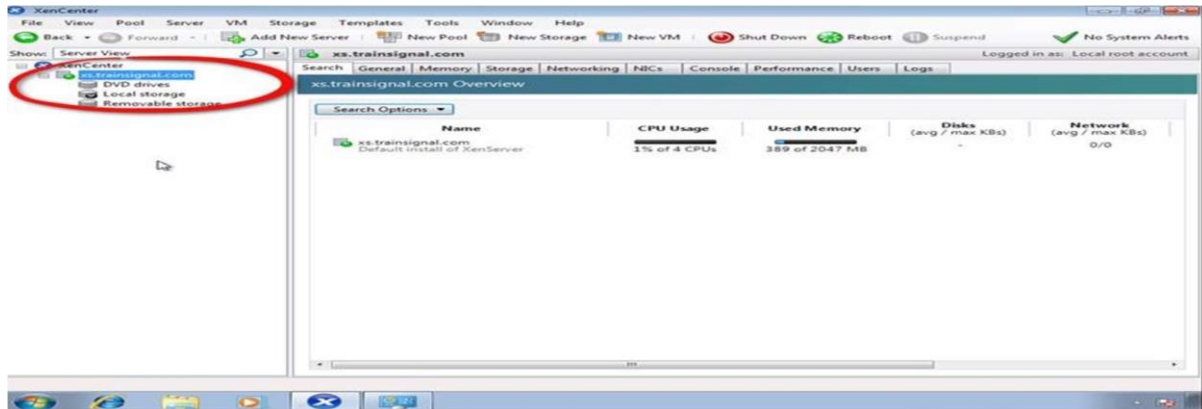 XenCenter
File View Pool Server VM Storage Templates Tools Window Help
Back Forward Add New Server New Pool New Storage New VM Shut Down Reboot Suspend No System Alerts
Show: Server View xs.trainsignal.com Logged in as: Local root account
XenCenter
xs.trainsignal.com
DVD drives
Local storage
Removable storage
Search General Memory Storage Networking NICs Console Performance Users Logs
xs.trainsignal.com Overview
Search Options
Name CPU Usage Used Memory Disks Network
(avg / max KBs) (avg / max KBs)
xs.trainsignal.com
Default install of XenServer
1% of 4 CPUs 389 of 2047 MB - 0/0